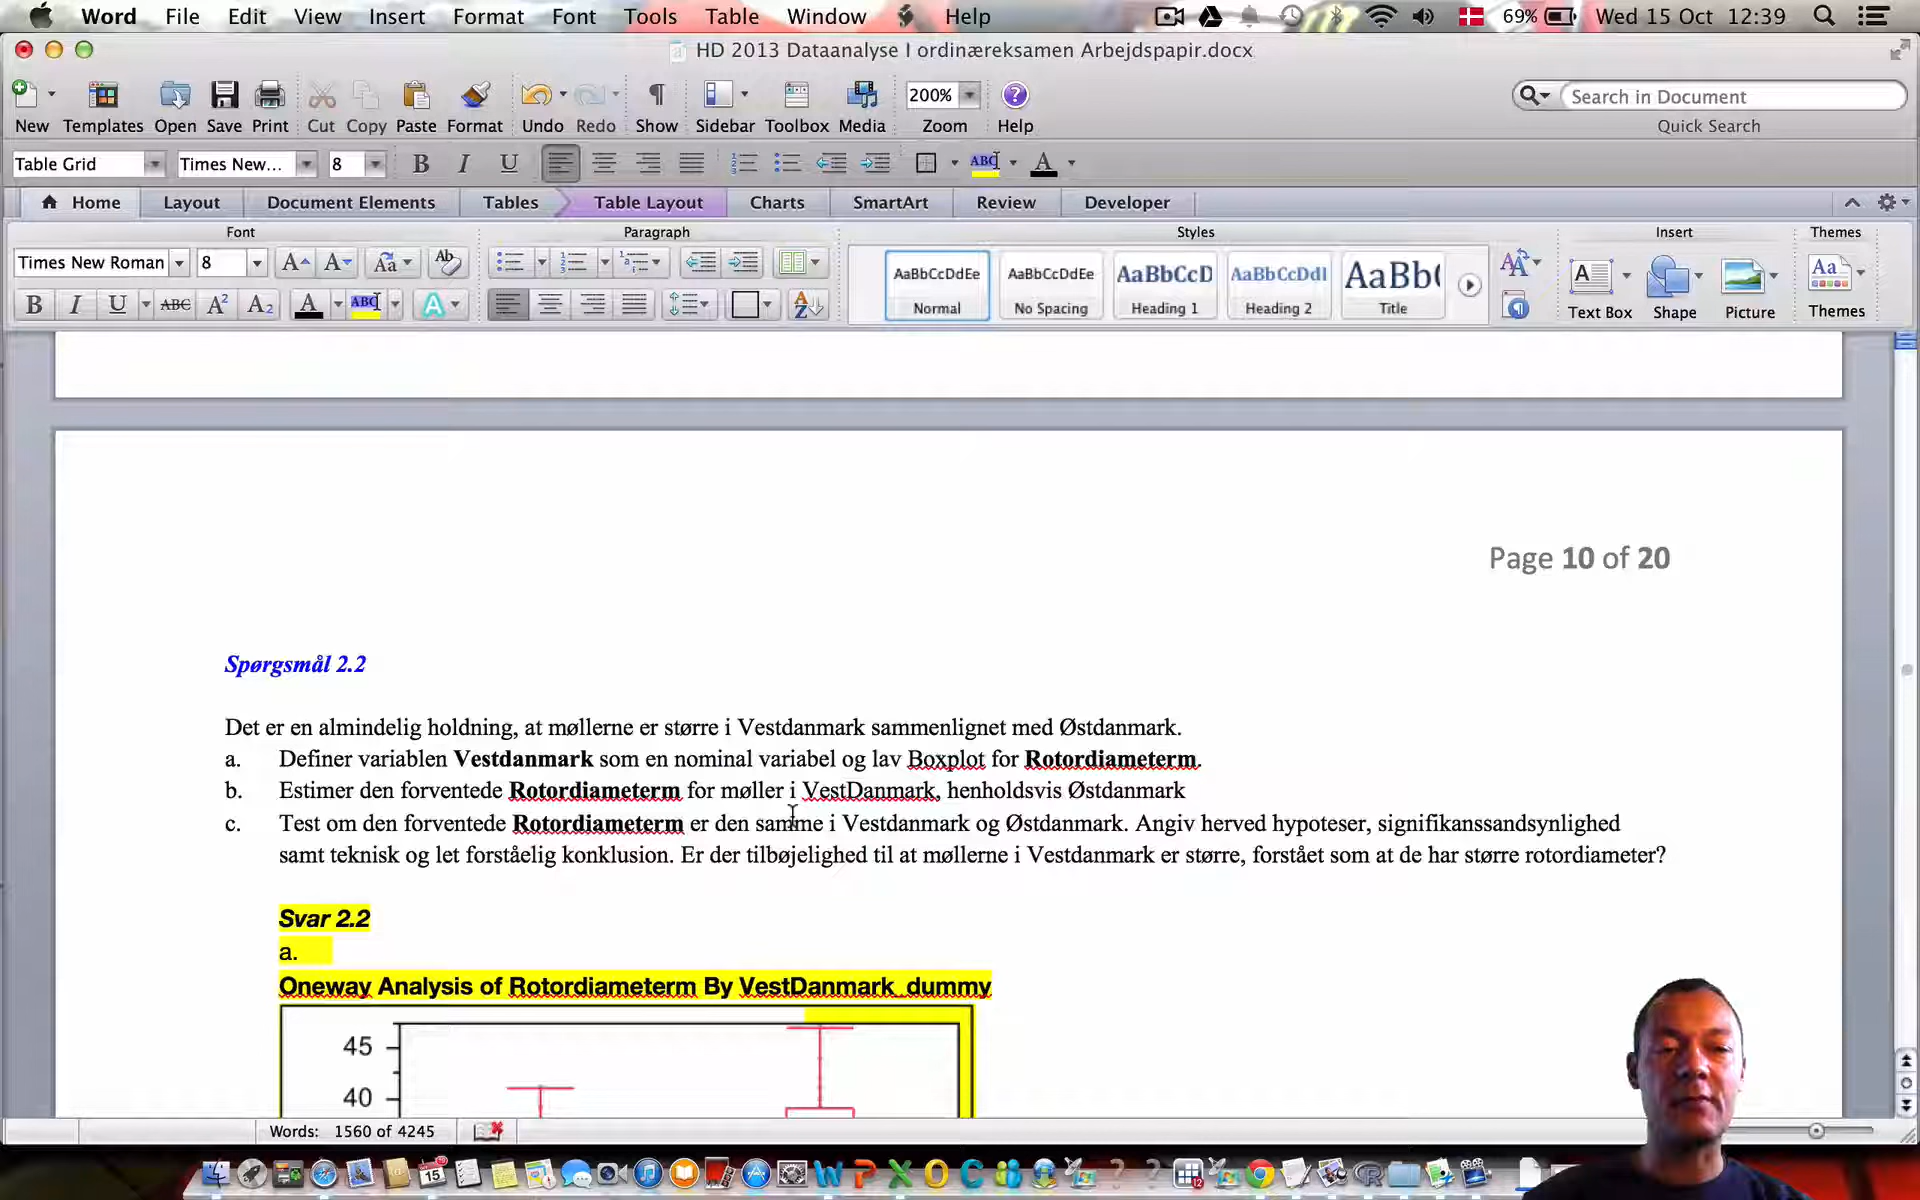 Word File Edit View Insert Format Font Tools Table Window Help 69% Wed 15 Oct 12:39
HD 2013 Dataanalyse I ordinæreksamen Arbejdspapir.docx
200% Search in Document
New Templates Open Save Print Cut Copy Paste Format Undo Redo Show Sidebar Toolbox Media Zoom Help Quick Search
Table Grid Times New... 8 B I U ABC A
Home Layout Document Elements Tables Table Layout Charts SmartArt Review Developer
Font Paragraph Styles Insert Themes
Times New Roman 8 A A Aa Ab AaBbCcDdEe AaBbCcDdEe AaBbCcD AaBbCcDdI AaBb( A Aa
B I U ABC A² A₂ A ABC A Normal No Spacing Heading 1 Heading 2 Title Text Box Shape Picture Themes
Page 10 of 20
Spørgsmål 2.2
Det er en almindelig holdning, at møllerne er større i Vestdanmark sammenlignet med Østdanmark.
a. Definer variablen Vestdanmark som en nominal variabel og lav Boxplot for Rotordiameterm.
b. Estimer den forventede Rotordiameterm for møller i VestDanmark, henholdsvis Østdanmark
c. Test om den forventede Rotordiameterm er den samme i Vestdanmark og Østdanmark. Angiv herved hypoteser, signifikanssandsynlighed
samt teknisk og let forståelig konklusion. Er der tilbøjelighed til at møllerne i Vestdanmark er større, forstået som at de har større rotordiameter?
Svar 2.2
a.
Oneway Analysis of Rotordiameterm By VestDanmark_dummy
45
40
Words: 1560 of 4245